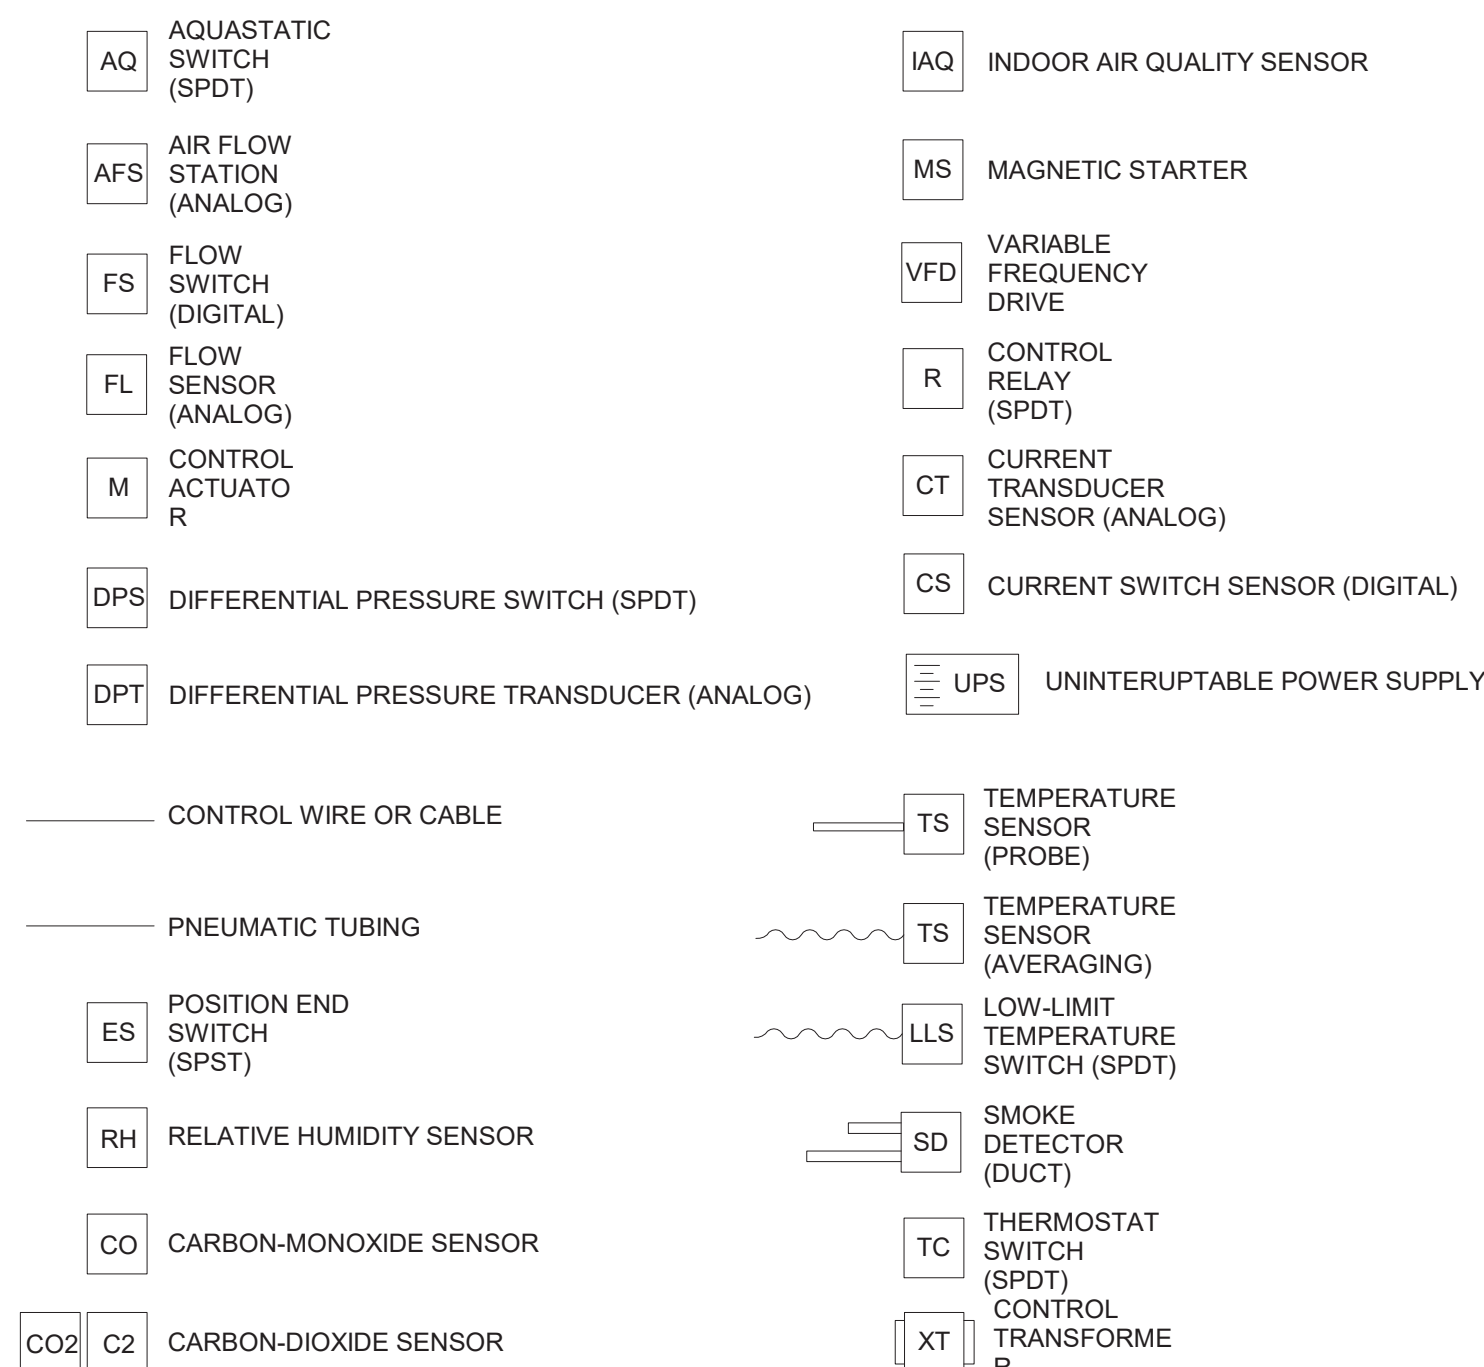 AQ
AQUASTATIC
SWITCH
(SPDT)
AFS
AIR FLOW
STATION
(ANALOG)
FS
FLOW
SWITCH
(DIGITAL)
FL
FLOW
SENSOR
(ANALOG)
M
CONTROL
ACTUATO
R
DPS
DIFFERENTIAL PRESSURE SWITCH (SPDT)
DPT
DIFFERENTIAL PRESSURE TRANSDUCER (ANALOG)
CONTROL WIRE OR CABLE
PNEUMATIC TUBING
ES
POSITION END
SWITCH
(SPST)
RH
RELATIVE HUMIDITY SENSOR
CO
CARBON-MONOXIDE SENSOR
CO2
C2
CARBON-DIOXIDE SENSOR
IAQ
INDOOR AIR QUALITY SENSOR
MS
MAGNETIC STARTER
VFD
VARIABLE
FREQUENCY
DRIVE
R
CONTROL
RELAY
(SPDT)
CT
CURRENT
TRANSDUCER
SENSOR (ANALOG)
CS
CURRENT SWITCH SENSOR (DIGITAL)
UPS
UNINTERUPTABLE POWER SUPPLY
TS
TEMPERATURE
SENSOR
(PROBE)
TS
TEMPERATURE
SENSOR
(AVERAGING)
LLS
LOW-LIMIT
TEMPERATURE
SWITCH (SPDT)
SD
SMOKE
DETECTOR
(DUCT)
TC
THERMOSTAT
SWITCH
(SPDT)
XT
CONTROL
TRANSFORME
R